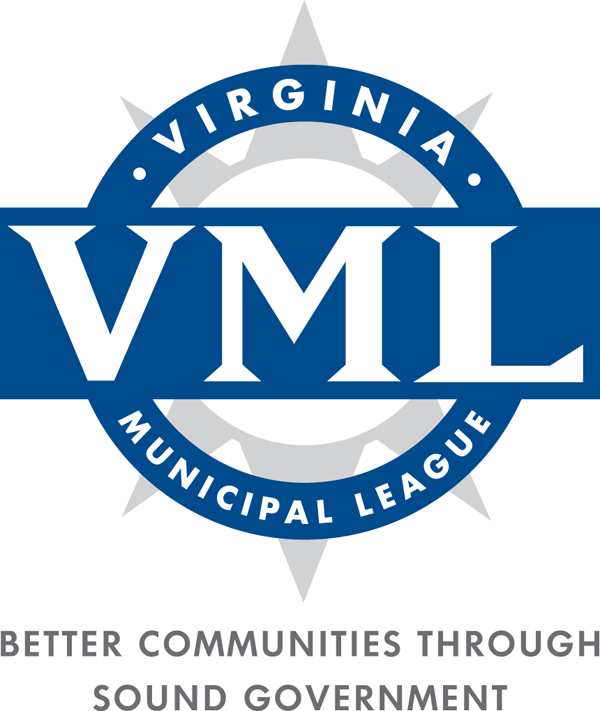 • VIRGINIA •
VML
MUNICIPAL LEAGUE
BETTER COMMUNITIES THROUGH
SOUND GOVERNMENT